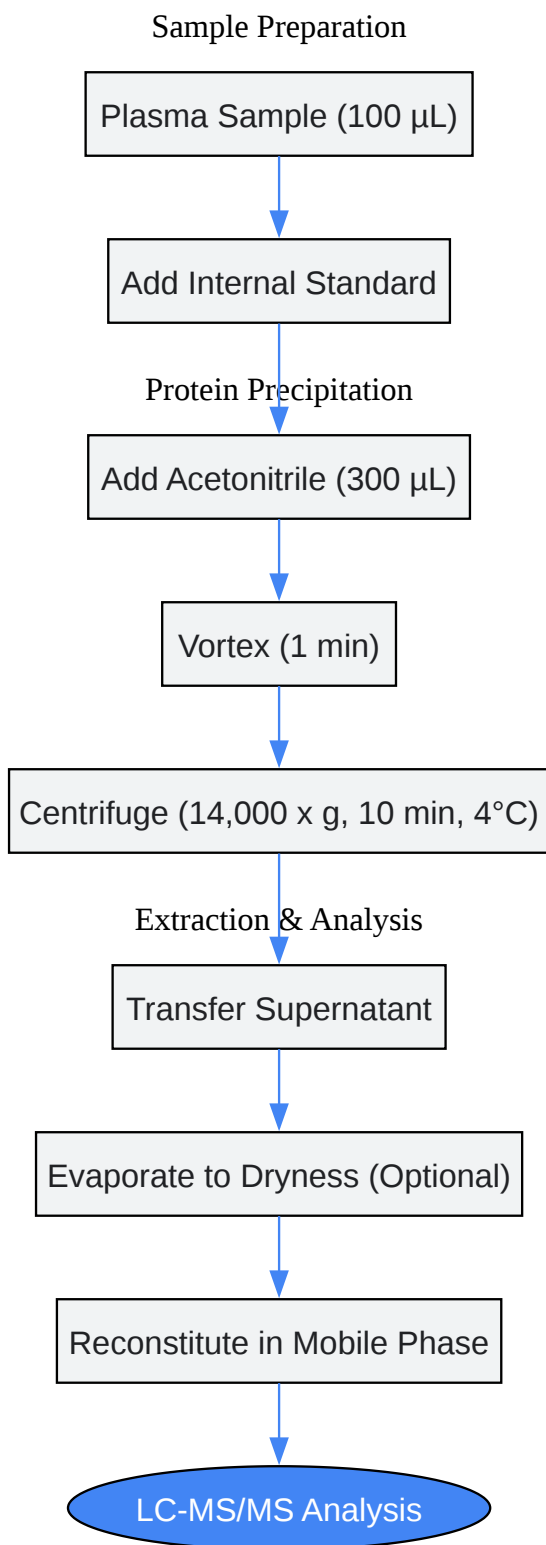 Sample Preparation
Plasma Sample (100 µL)
Add Internal Standard
Protein Precipitation
Add Acetonitrile (300 µL)
Vortex (1 min)
Centrifuge (14,000 x g, 10 min, 4°C)
Extraction & Analysis
Transfer Supernatant
Evaporate to Dryness (Optional)
Reconstitute in Mobile Phase
LC-MS/MS Analysis